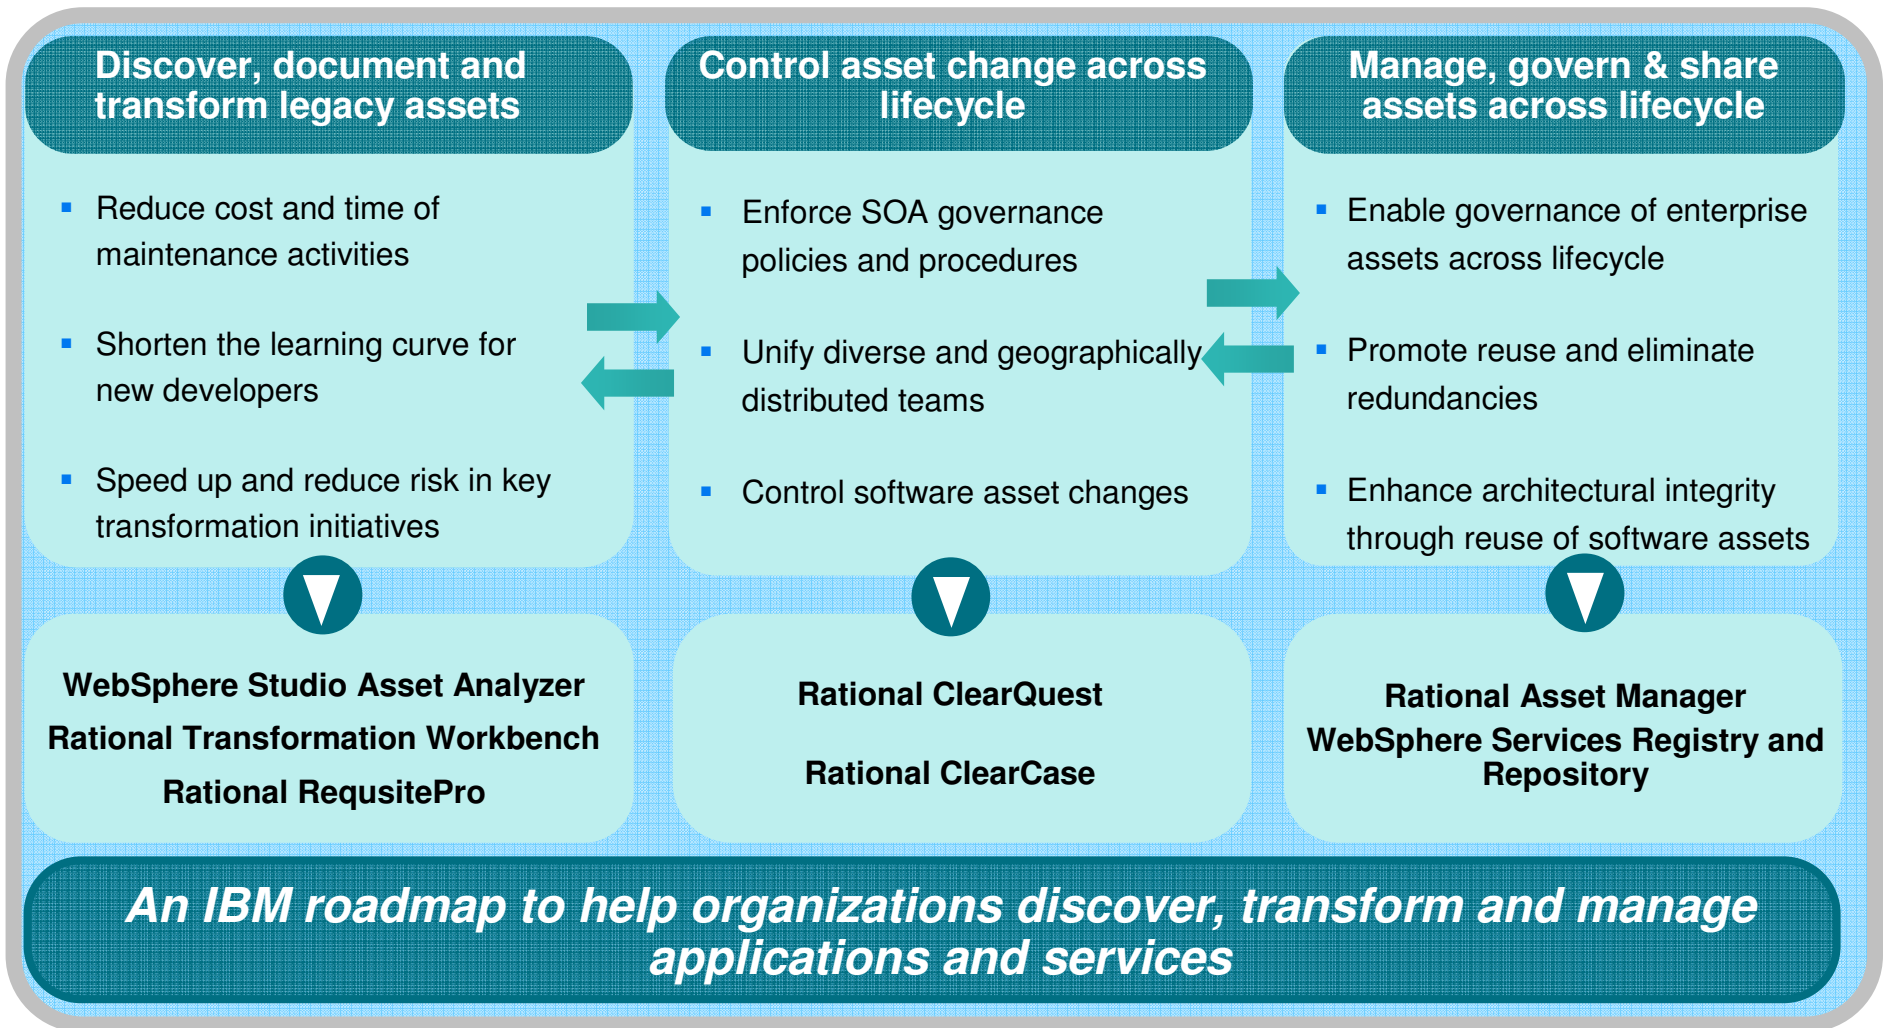 Discover, document and
transform legacy assets
Reduce cost and time of
maintenance activities
Shorten the learning curve for
new developers
Speed up and reduce risk in key
transformation initiatives
WebSphere Studio Asset Analyzer
Rational Transformation Workbench
Rational RequsitePro
Control asset change across
lifecycle
Enforce SOA governance
policies and procedures
Unify diverse and geographically
distributed teams
Control software asset changes
Rational ClearQuest
Rational ClearCase
Manage, govern & share
assets across lifecycle
Enable governance of enterprise
assets across lifecycle
Promote reuse and eliminate
redundancies
Enhance architectural integrity
through reuse of software assets
Rational Asset Manager
WebSphere Services Registry and
Repository
An IBM roadmap to help organizations discover, transform and manage
applications and services